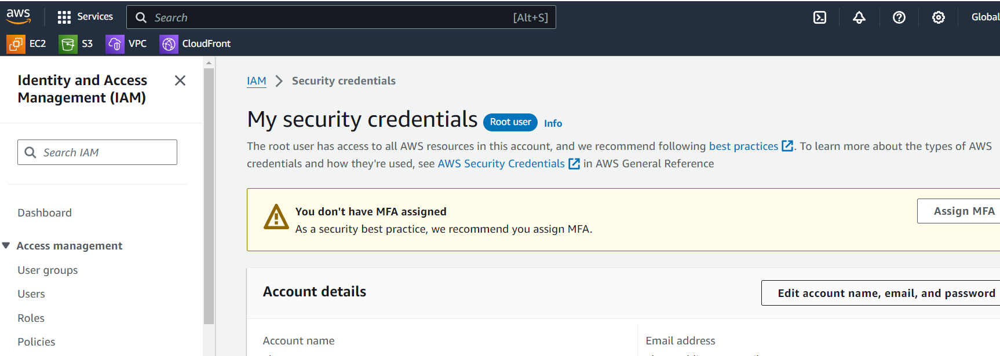 aws
Services
Search
[Alt+S]
Global
EC2
S3
VPC
CloudFront
Identity and Access
Management (IAM)
Search IAM
Dashboard
Access management
User groups
Users
Roles
Policies
IAM
Security credentials
My security credentials Root user Info
The root user has access to all AWS resources in this account, and we recommend following best practices. To learn more about the types of AWS
credentials and how they're used, see AWS Security Credentials in AWS General Reference
You don't have MFA assigned
As a security best practice, we recommend you assign MFA.
Assign MFA
Account details
Edit account name, email, and password
Account name
Email address